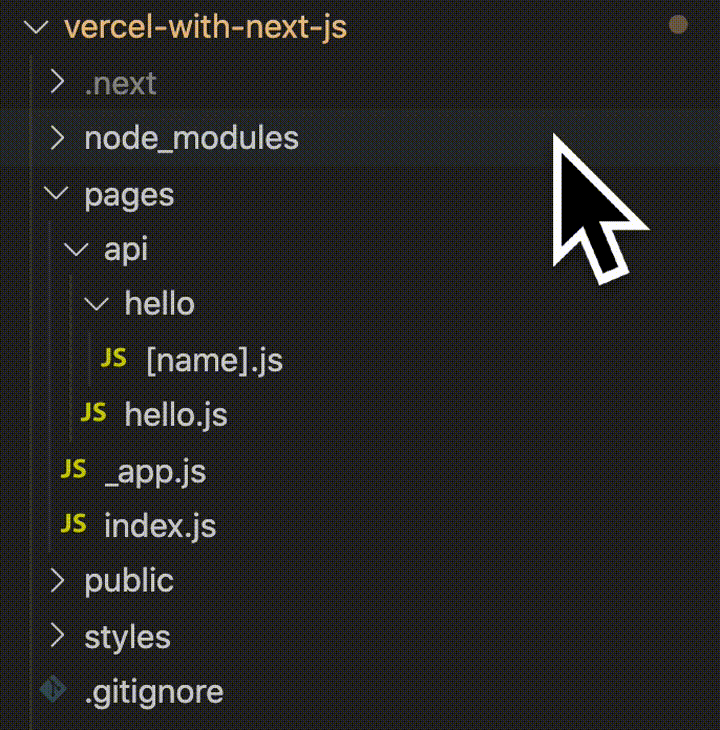 vercel-with-next-js
.next
node_modules
pages
api
hello
JS [name].js
JS hello.js
JS _app.js
JS index.js
public
styles
.gitignore